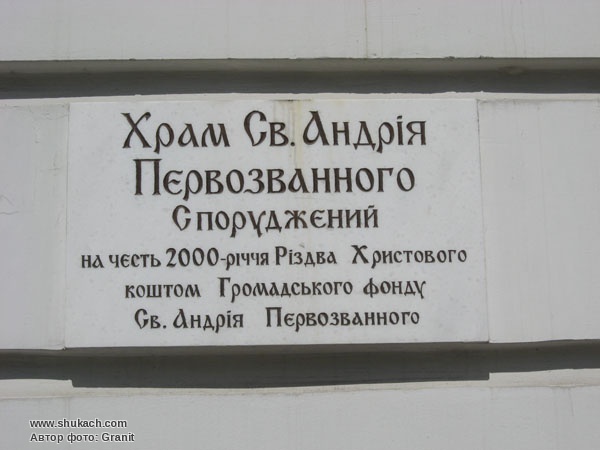 Храм Св. Андрія
Первозванного
Споруджений
на честь 2000-річчя Різдва Христового
коштом Громадського фонду
Св. Андрія Первозванного
www.shukach.com
Автор фото: Granit